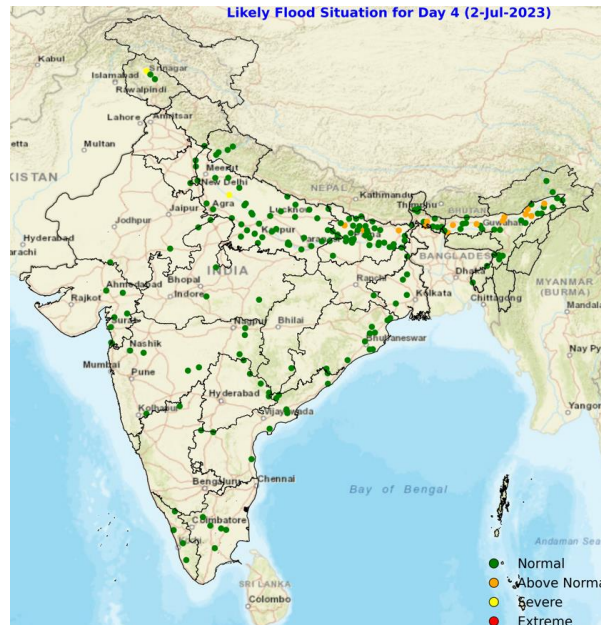 Likely Flood Situation for Day 4 (2-Jul-2023)
Kabul
Srinagar
Islamabad
Rawalpindi
Lahore
Amritsar
etta
Multan
KISTAN
Meerut
New Delhi
NEPAL
Kathmandu
Thimphu
BHUTAN
Agra
Lucknow
Jaipur
Jodhpur
Kanpur
Guwahati
Hyderabad
arachi
BANGLADESH
INDIA
Bhopal
Ranchi
Dhaka
Ahmedabad
Indore
Kolkata
Chittagong
MYANMAR
(BURMA)
Rajkot
Mandala
Surat
Nagpur
Bhilai
Bhubaneswar
Nashik
Nay Py
Mumbai
Pune
Hyderabad
Yangon
Kolhapur
Vijayawada
Bengaluru
Chennai
Bay of Bengal
Coimbatore
Kochi
Andaman Sea
SRI LANKA
Colombo
Normal
Above Norma
Severe
Extreme